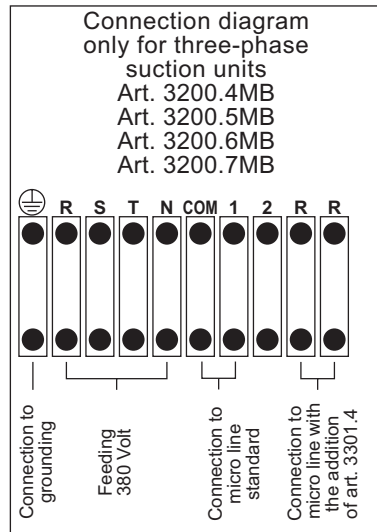 Connection diagram
only for three-phase
suction units
Art. 3200.4MB
Art. 3200.5MB
Art. 3200.6MB
Art. 3200.7MB
R S T N COM 1 2 R R
Connection to
grounding
Feeding
380 Volt
Connection to
micro line
standard
Connection to
micro line with
the addition
of art. 3301.4